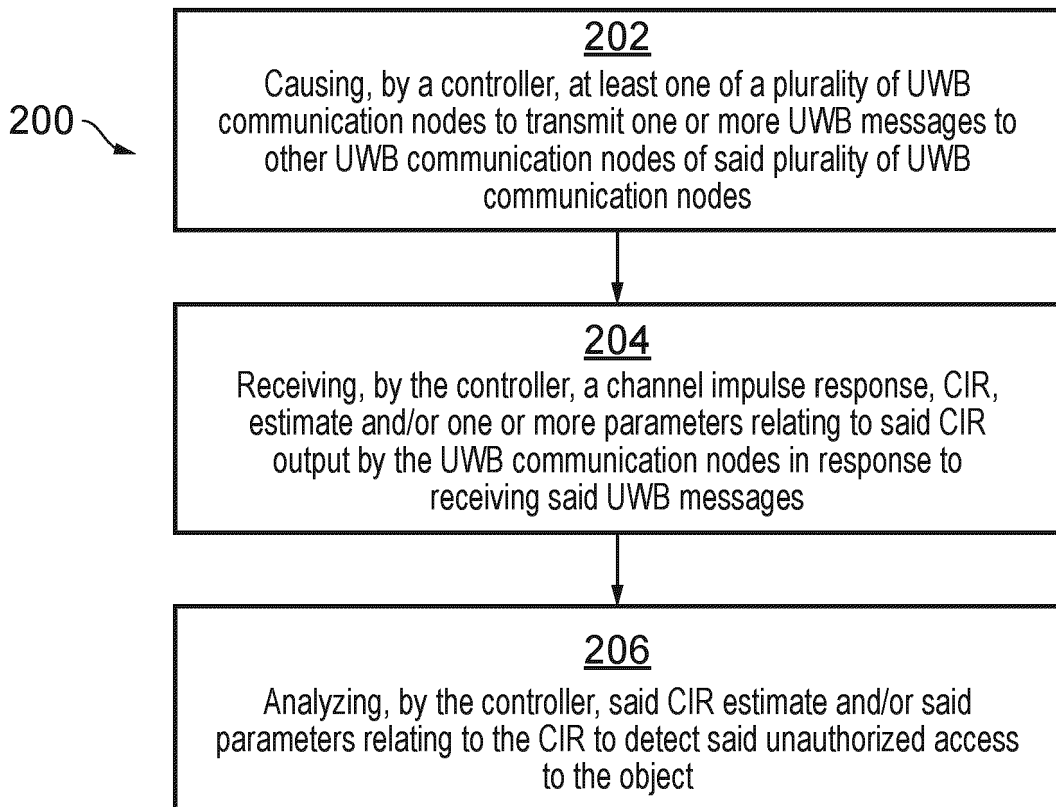 200
202
Causing, by a controller, at least one of a plurality of UWB
communication nodes to transmit one or more UWB messages to
other UWB communication nodes of said plurality of UWB
communication nodes
204
Receiving, by the controller, a channel impulse response, CIR,
estimate and/or one or more parameters relating to said CIR
output by the UWB communication nodes in response to
receiving said UWB messages
206
Analyzing, by the controller, said CIR estimate and/or said
parameters relating to the CIR to detect said unauthorized access
to the object